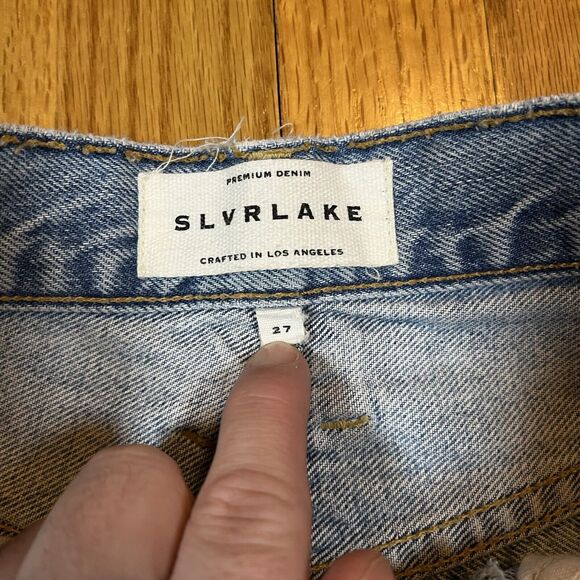 PREMIUM DENIM
SLVRLAKE
CRAFTED IN LOS ANGELES
27